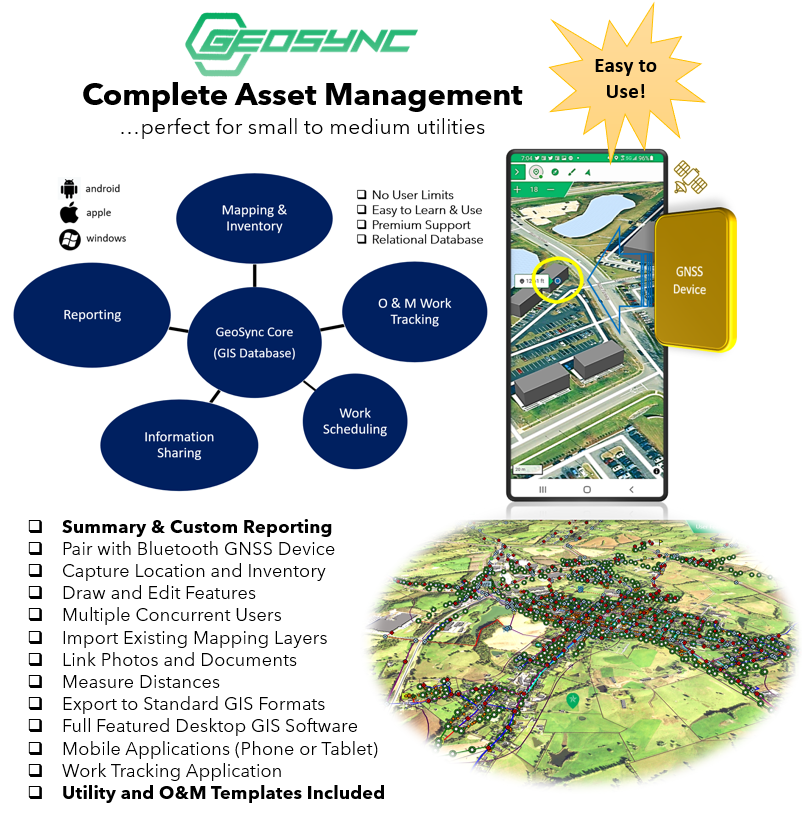 GEOSYNC
Complete Asset Management
...perfect for small to medium utilities
Easy to
Use!
android
apple
windows
No User Limits
Easy to Learn & Use
Premium Support
Relational Database
Mapping &
Inventory
Reporting
O & M Work
Tracking
GeoSync Core
(GIS Database)
Work
Scheduling
Information
Sharing
7:04
96%
18
GNSS
Device
Summary & Custom Reporting
Pair with Bluetooth GNSS Device
Capture Location and Inventory
Draw and Edit Features
Multiple Concurrent Users
Import Existing Mapping Layers
Link Photos and Documents
Measure Distances
Export to Standard GIS Formats
Full Featured Desktop GIS Software
Mobile Applications (Phone or Tablet)
Work Tracking Application
Utility and O&M Templates Included